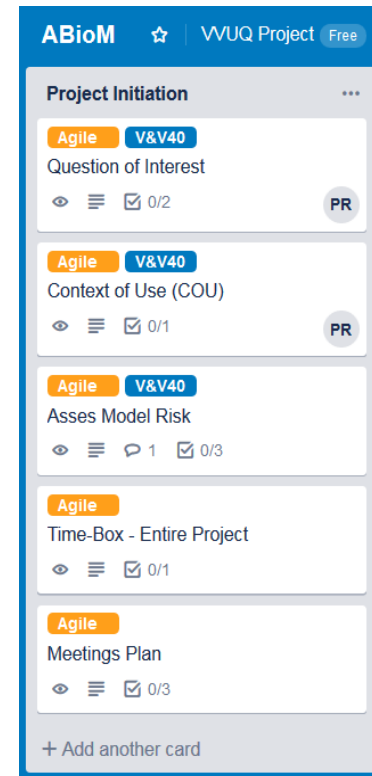 ABioM VVUQ Project Free
Project Initiation
Agile V&V40
Question of Interest
0/2 PR
Agile V&V40
Context of Use (COU)
0/1 PR
Agile V&V40
Asses Model Risk
1 0/3
Agile
Time-Box - Entire Project
0/1
Agile
Meetings Plan
0/3
+ Add another card